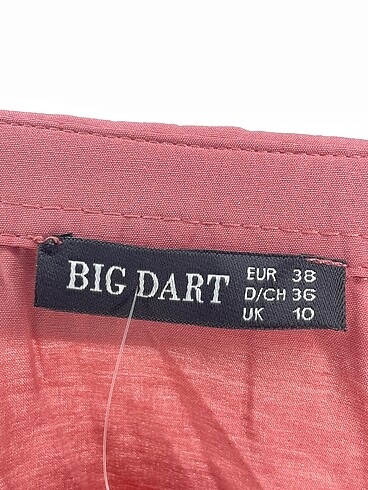 BIG DART
EUR 38
D/CH 36
UK 10